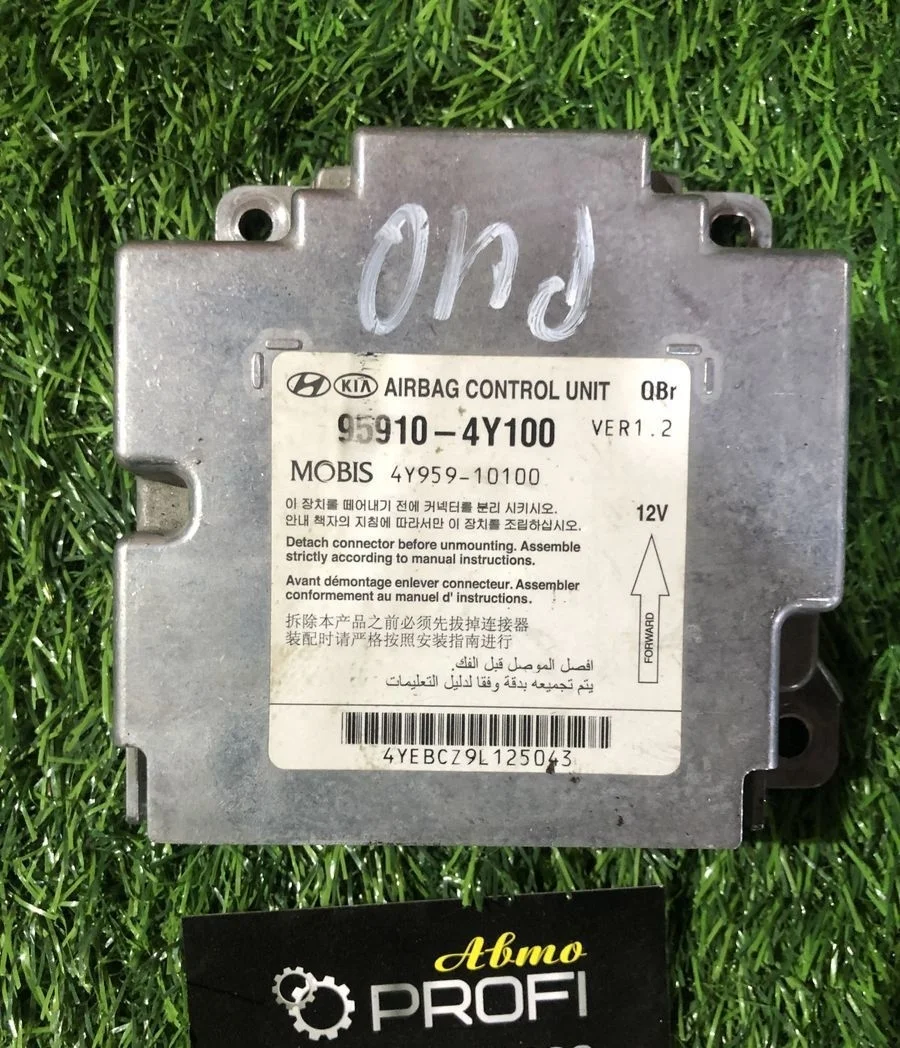 РИО
HYUNDAI KIA AIRBAG CONTROL UNIT QBr
95910-4Y100 VER1.2
MOBIS 4Y959-10100
이 장치를 떼어내기 전에 커넥터를 분리 시키시오.
안내 책자의 지침에 따라서만 이 장치를 조립하십시오.
12V
Detach connector before unmounting. Assemble
strictly according to manual instructions.
Avant démontage enlever connecteur. Assembler
conformement au manuel d' instructions.
FORWARD
拆除本产品之前必须先拔掉连接器
装配时请严格按照安装指南进行
افصل الموصل قبل الفك.
يتم تجميعه بدقة وفقا لدليل التعليمات
4YEBCZ9L125043
Авто
PROFI